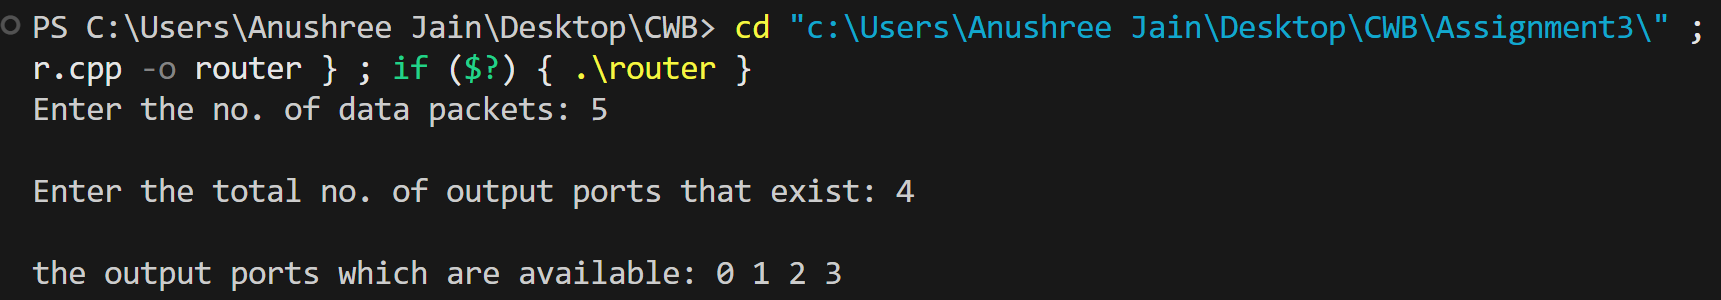 PS C:\Users\Anushree Jain\Desktop\CWB> cd "c:\Users\Anushree Jain\Desktop\CWB\Assignment3\" ;
r.cpp -o router } ; if ($?) { .\router }
Enter the no. of data packets: 5
Enter the total no. of output ports that exist: 4
the output ports which are available: 0 1 2 3